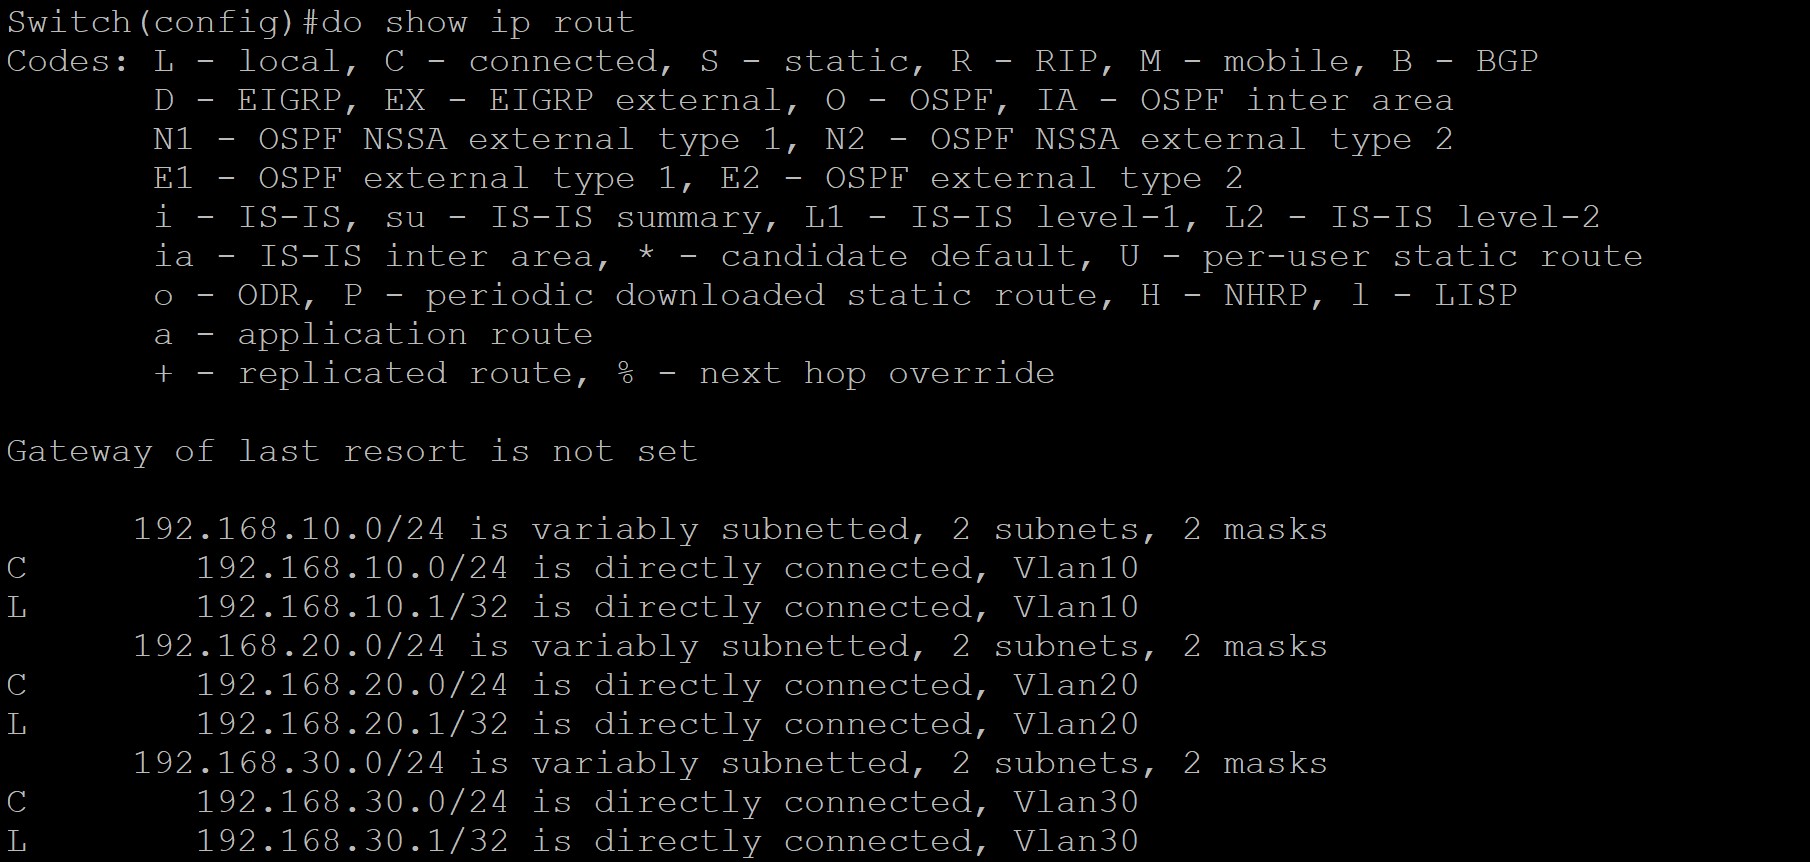 Switch(config)#do show ip rout
Codes: L - local, C - connected, S - static, R - RIP, M - mobile, B - BGP
       D - EIGRP, EX - EIGRP external, O - OSPF, IA - OSPF inter area
       N1 - OSPF NSSA external type 1, N2 - OSPF NSSA external type 2
       E1 - OSPF external type 1, E2 - OSPF external type 2
       i - IS-IS, su - IS-IS summary, L1 - IS-IS level-1, L2 - IS-IS level-2
       ia - IS-IS inter area, * - candidate default, U - per-user static route
       o - ODR, P - periodic downloaded static route, H - NHRP, l - LISP
       a - application route
       + - replicated route, % - next hop override

Gateway of last resort is not set

      192.168.10.0/24 is variably subnetted, 2 subnets, 2 masks
C        192.168.10.0/24 is directly connected, Vlan10
L        192.168.10.1/32 is directly connected, Vlan10
      192.168.20.0/24 is variably subnetted, 2 subnets, 2 masks
C        192.168.20.0/24 is directly connected, Vlan20
L        192.168.20.1/32 is directly connected, Vlan20
      192.168.30.0/24 is variably subnetted, 2 subnets, 2 masks
C        192.168.30.0/24 is directly connected, Vlan30
L        192.168.30.1/32 is directly connected, Vlan30